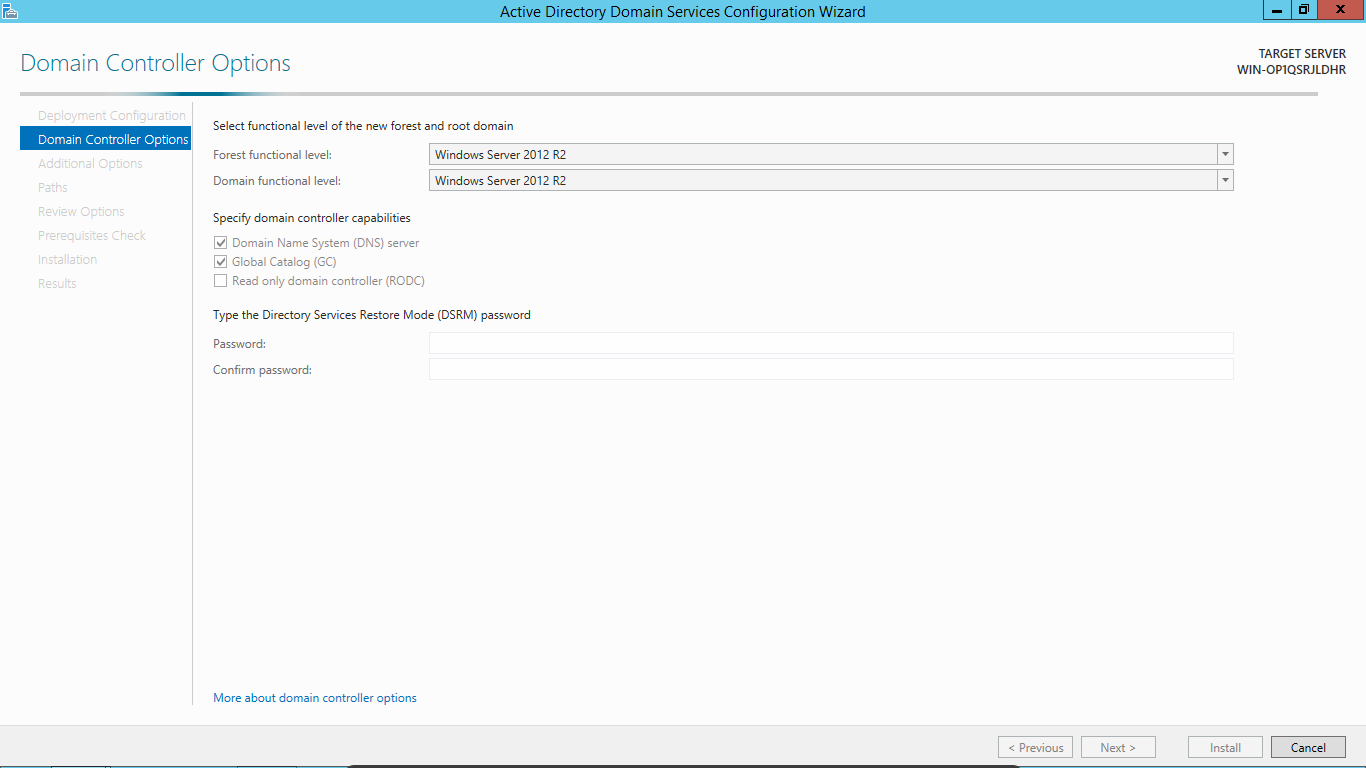 Active Directory Domain Services Configuration Wizard
Domain Controller Options
TARGET SERVER
WIN-OP1QSRJLDHR
Deployment Configuration
Domain Controller Options
Additional Options
Paths
Review Options
Prerequisites Check
Installation
Results
Select functional level of the new forest and root domain
Forest functional level: Windows Server 2012 R2
Domain functional level: Windows Server 2012 R2
Specify domain controller capabilities
Domain Name System (DNS) server
Global Catalog (GC)
Read only domain controller (RODC)
Type the Directory Services Restore Mode (DSRM) password
Password:
Confirm password:
More about domain controller options
< Previous Next > Install Cancel